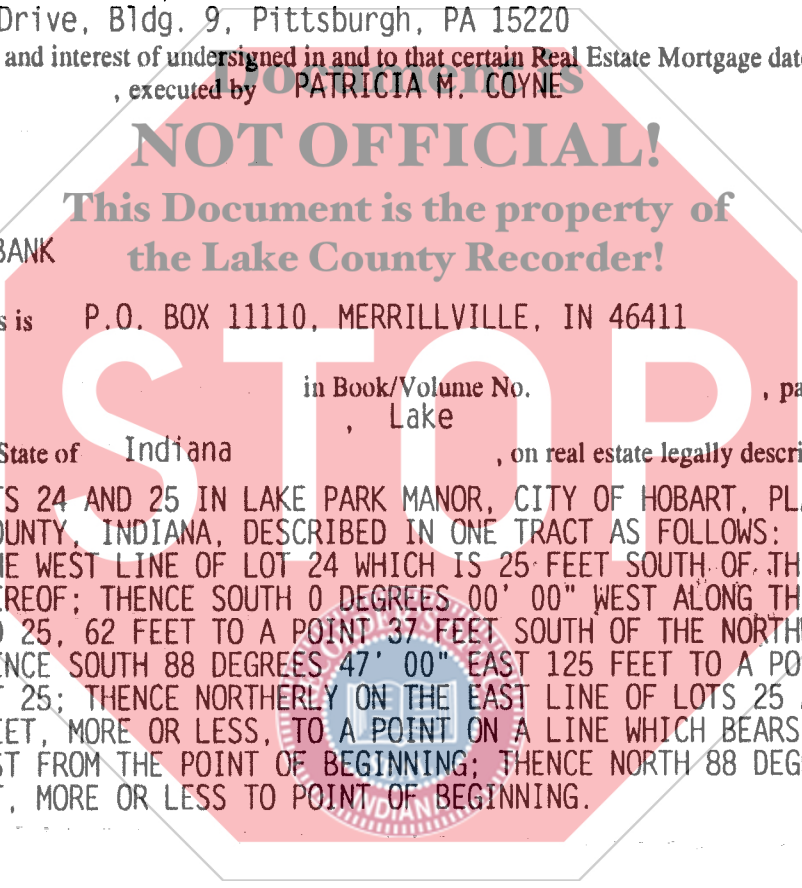 Drive, Bldg. 9, Pittsburgh, PA 15220
and interest of undersigned in and to that certain Real Estate Mortgage date
Document is
, executed by PATRICIA M. COYNE
NOT OFFICIAL!
This Document is the property of
BANK
the Lake County Recorder!
s is P.O. BOX 11110, MERRILLVILLE, IN 46411
STOP
in Book/Volume No. , pa
, Lake
State of Indiana , on real estate legally descri
TS 24 AND 25 IN LAKE PARK MANOR, CITY OF HOBART, PLA
OUNTY, INDIANA, DESCRIBED IN ONE TRACT AS FOLLOWS:
HE WEST LINE OF LOT 24 WHICH IS 25 FEET SOUTH OF TH
EREOF; THENCE SOUTH 0 DEGREES 00' 00" WEST ALONG TH
D 25, 62 FEET TO A POINT 37 FEET SOUTH OF THE NORTHW
ENCE SOUTH 88 DEGREES 47' 00" EAST 125 FEET TO A PO
T 25; THENCE NORTHERLY ON THE EAST LINE OF LOTS 25
EET, MORE OR LESS, TO A POINT ON A LINE WHICH BEARS
ST FROM THE POINT OF BEGINNING; THENCE NORTH 88 DEG
T, MORE OR LESS TO POINT OF BEGINNING.